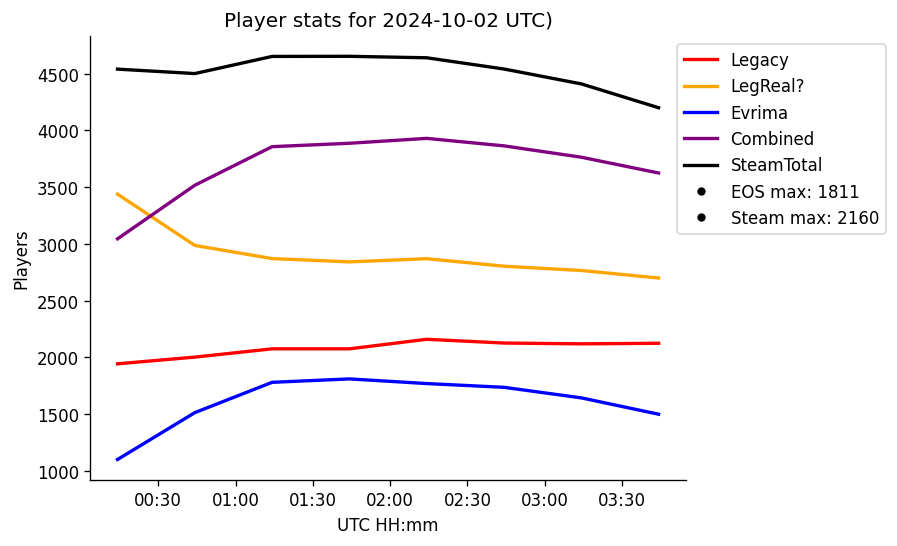 Player stats for 2024-10-02 UTC)
Legacy
LegReal?
Evrima
Combined
SteamTotal
EOS max: 1811
Steam max: 2160
Players
4500
4000
3500
3000
2500
2000
1500
1000
00:30 01:00 01:30 02:00 02:30 03:00 03:30
UTC HH:mm